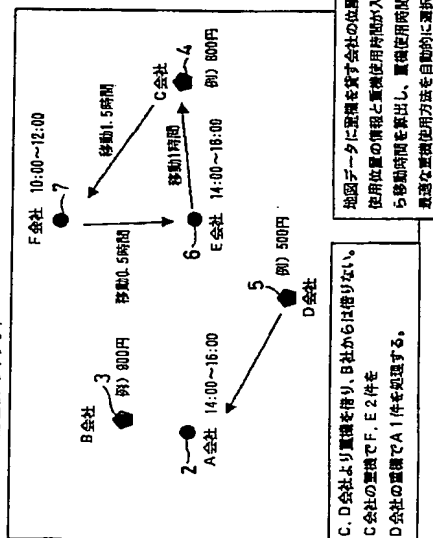 F会社 10:00~12:00
7
移動1.5時間
C会社
4
例) 600円
B会社
3
例) 800円
移動0.5時間
移動1時間
6
E会社 14:00~16:00
2
A会社 14:00~16:00
5
例) 500円
D会社
C、D会社より重機を借り、B社からは借りない。
C会社の重機でF、E2件を
D会社の重機でA1件を処理する。
地図データに重機を貸す会社の位置
使用位置の情報と重機使用時間が入
ら移動時間を算出し、重機使用時間
最適な重機使用方法を自動的に選択